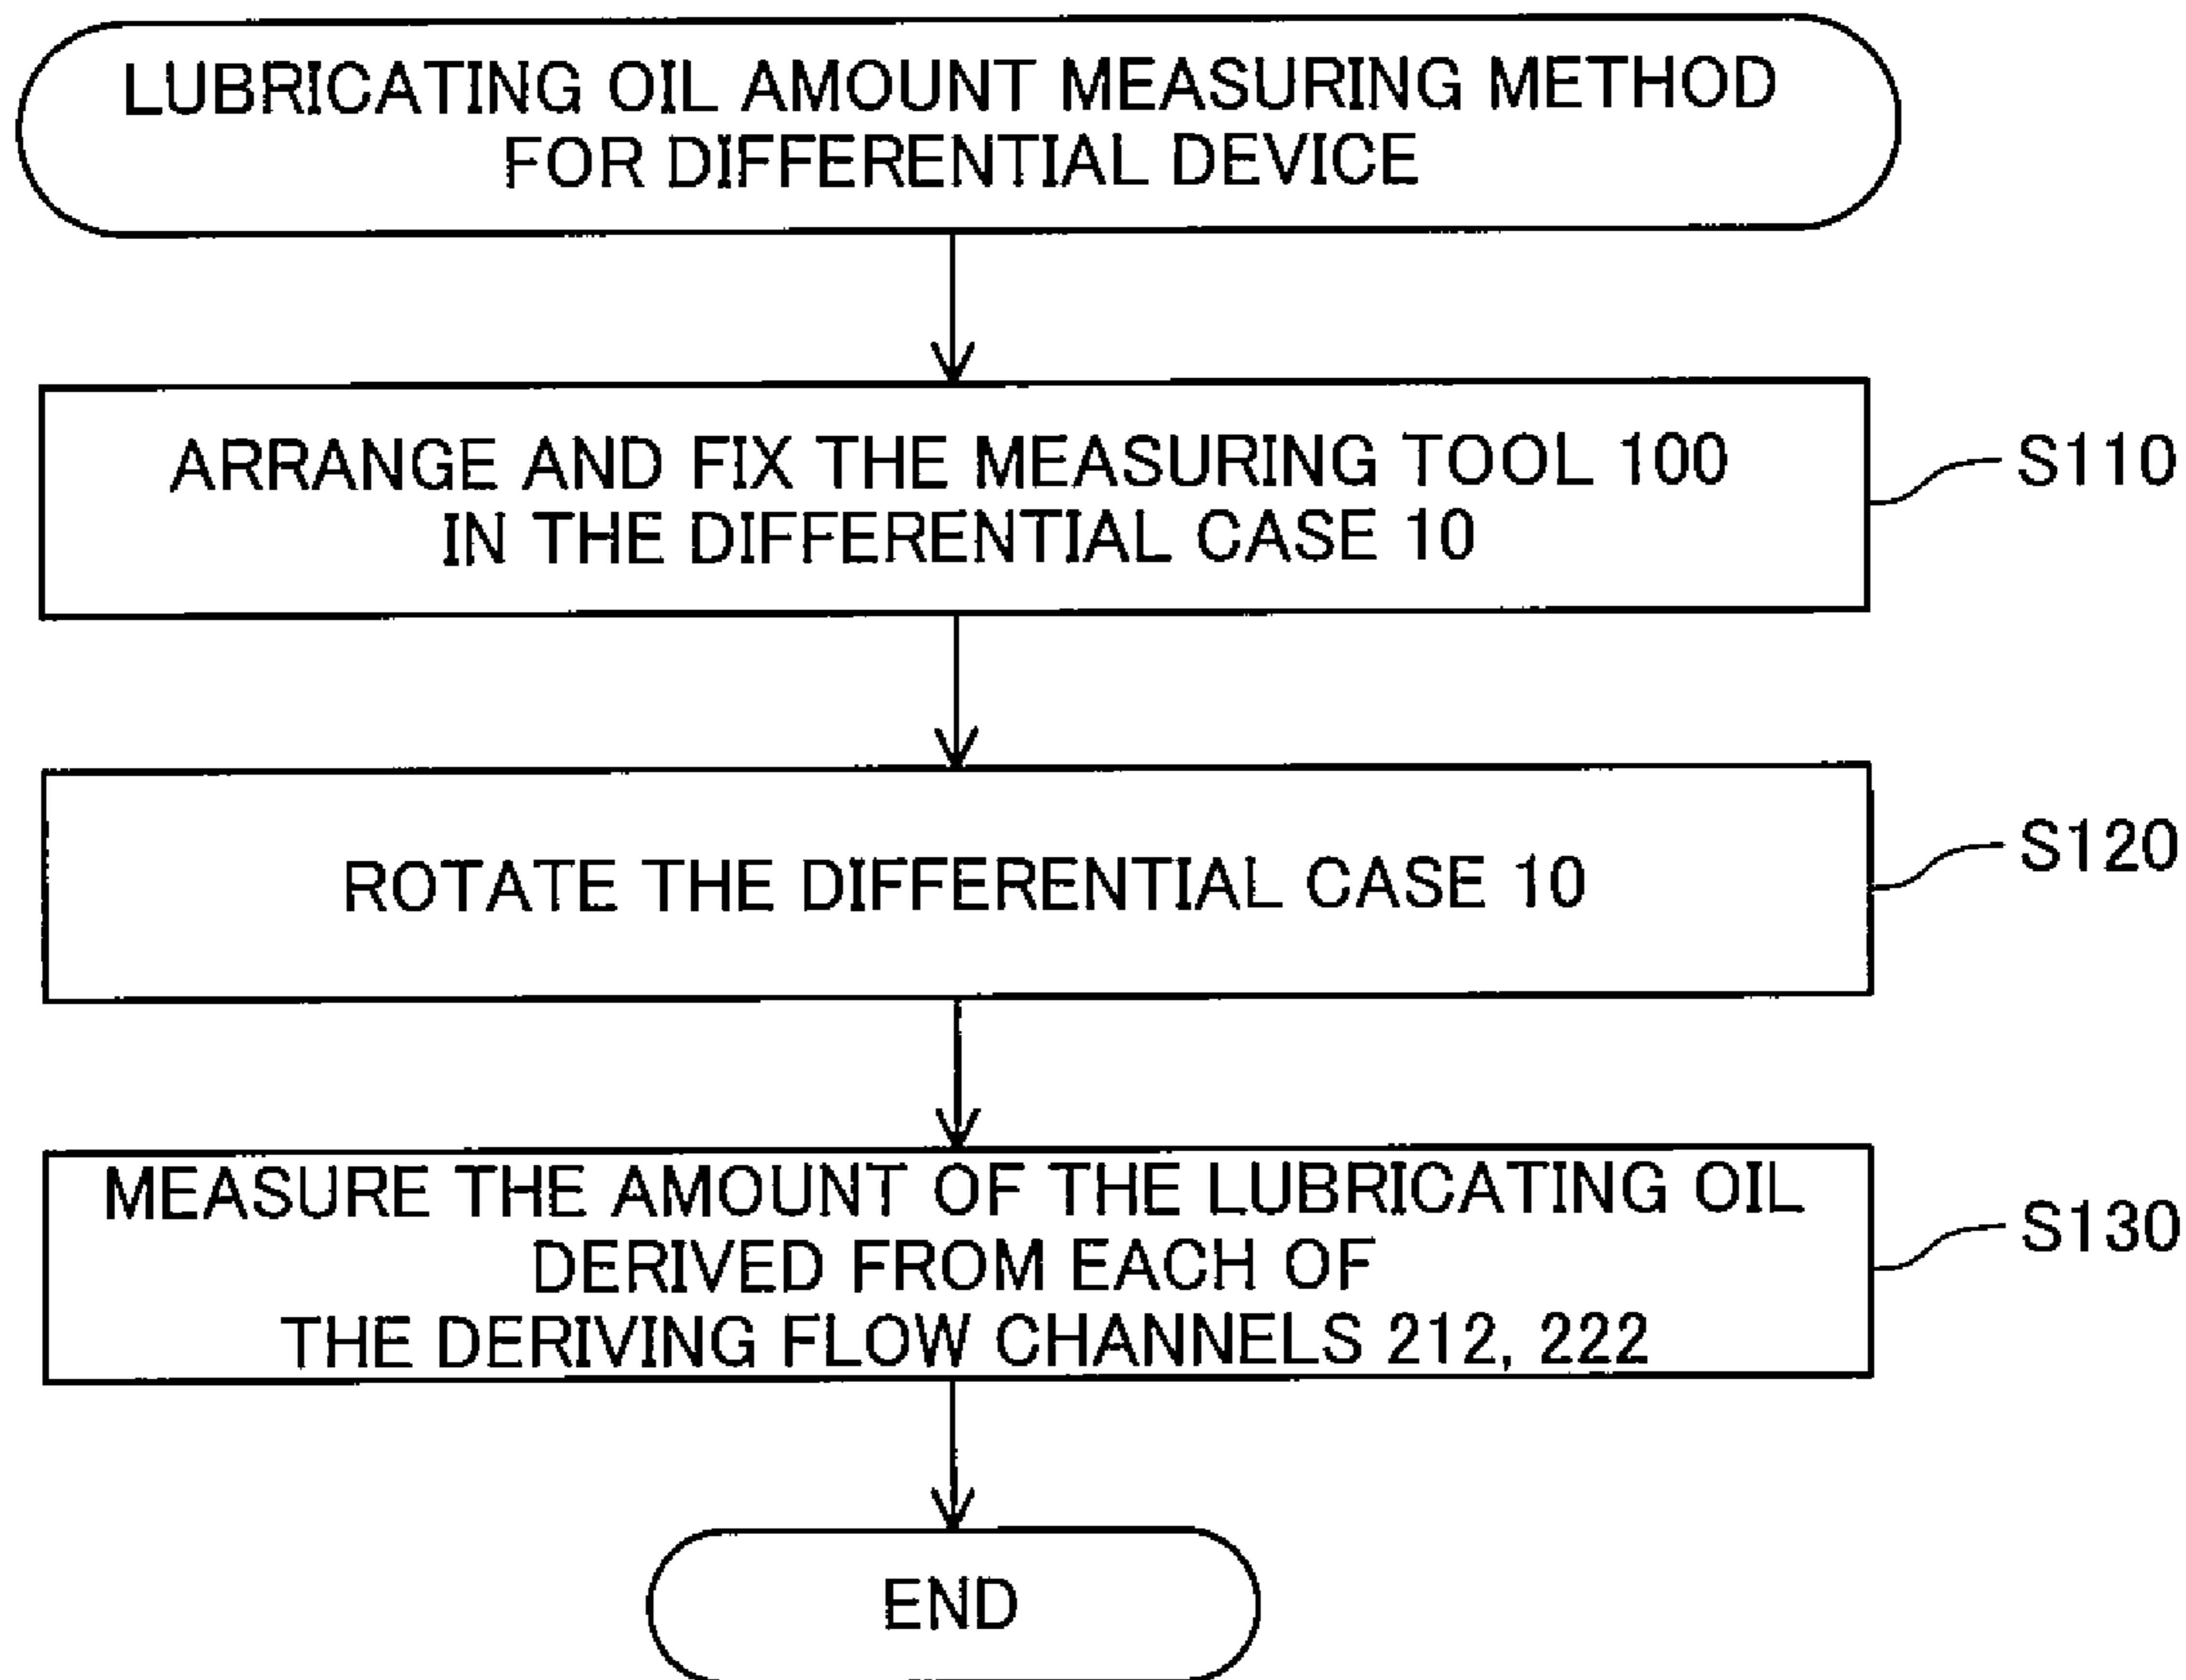 LUBRICATING OIL AMOUNT MEASURING METHOD
FOR DIFFERENTIAL DEVICE
ARRANGE AND FIX THE MEASURING TOOL 100
IN THE DIFFERENTIAL CASE 10
S110
ROTATE THE DIFFERENTIAL CASE 10
S120
MEASURE THE AMOUNT OF THE LUBRICATING OIL
DERIVED FROM EACH OF
THE DERIVING FLOW CHANNELS 212, 222
S130
END